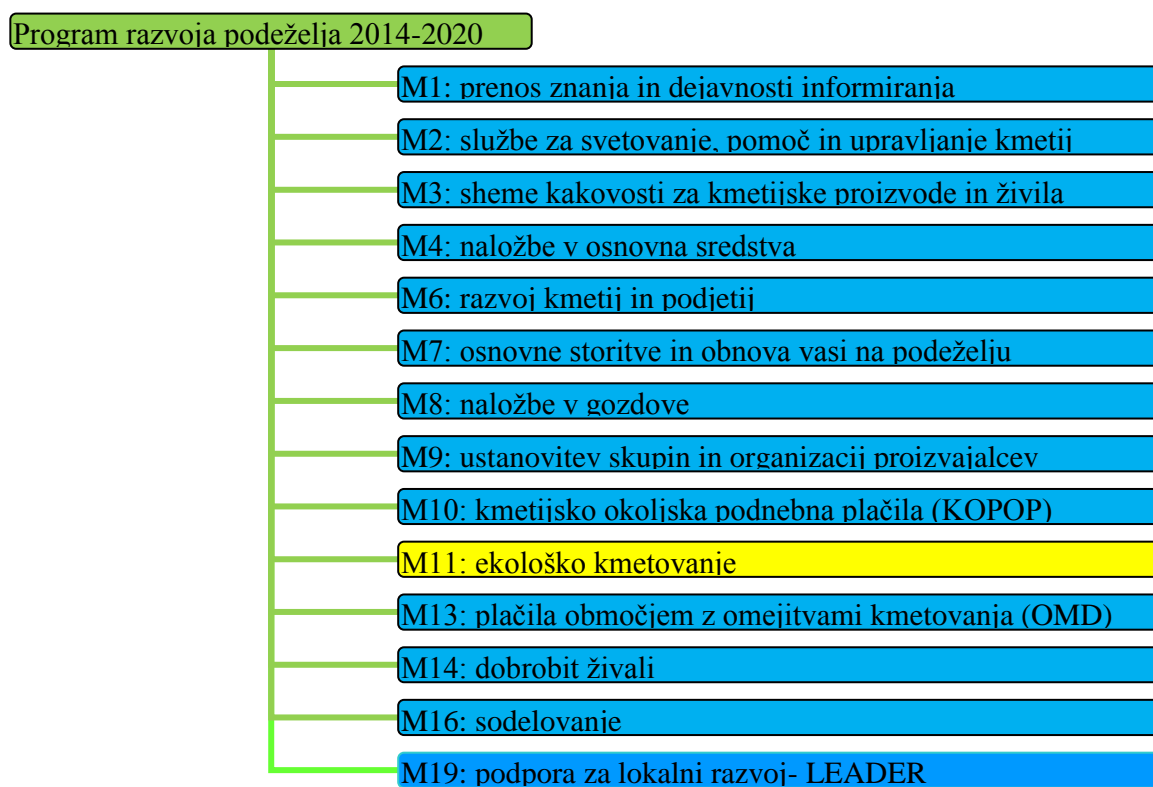 Program razvoja podeželja 2014-2020
M1: prenos znanja in dejavnosti informiranja
M2: službe za svetovanje, pomoč in upravljanje kmetij
M3: sheme kakovosti za kmetijske proizvode in živila
M4: naložbe v osnovna sredstva
M6: razvoj kmetij in podjetij
M7: osnovne storitve in obnova vasi na podeželju
M8: naložbe v gozdove
M9: ustanovitev skupin in organizacij proizvajalcev
M10: kmetijsko okoljska podnebna plačila (KOPOP)
M11: ekološko kmetovanje
M13: plačila območjem z omejitvami kmetovanja (OMD)
M14: dobrobit živali
M16: sodelovanje
M19: podpora za lokalni razvoj- LEADER